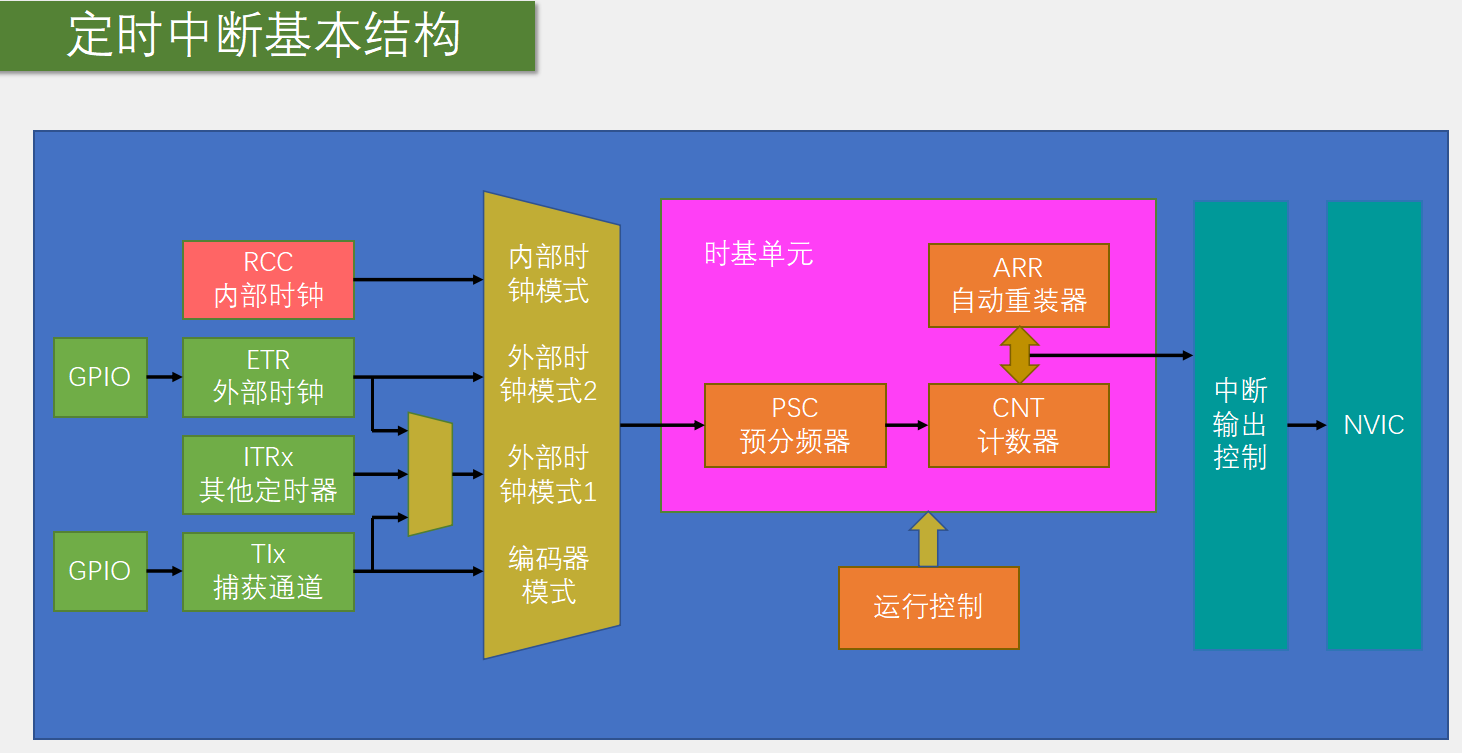 定时中断基本结构
RCC
内部时钟
GPIO
ETR
外部时钟
ITRx
其他定时器
GPIO
TIx
捕获通道
内部时
钟模式
外部时
钟模式2
外部时
钟模式1
编码器
模式
时基单元
ARR
自动重装器
PSC
预分频器
CNT
计数器
运行控制
中断
输出
控制
NVIC